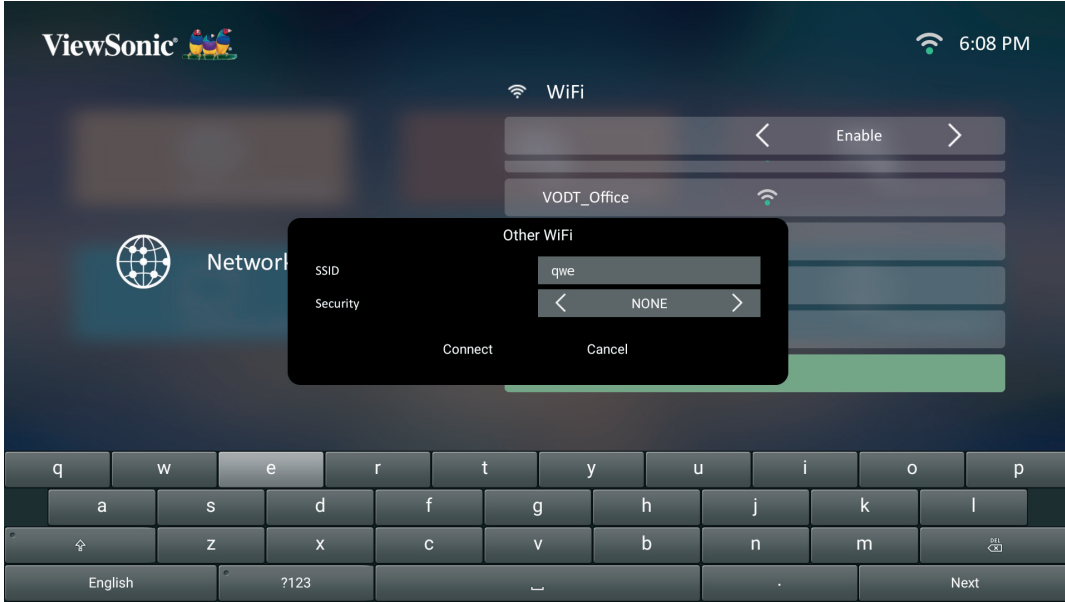 ViewSonic®
6:08 PM
WiFi
Enable
VODT_Office
Network
Other WiFi
SSID
qwe
Security
NONE
Connect
Cancel
q w e r t y u i o p
a s d f g h j k l
z x c v b n m DEL
English ?123 . Next